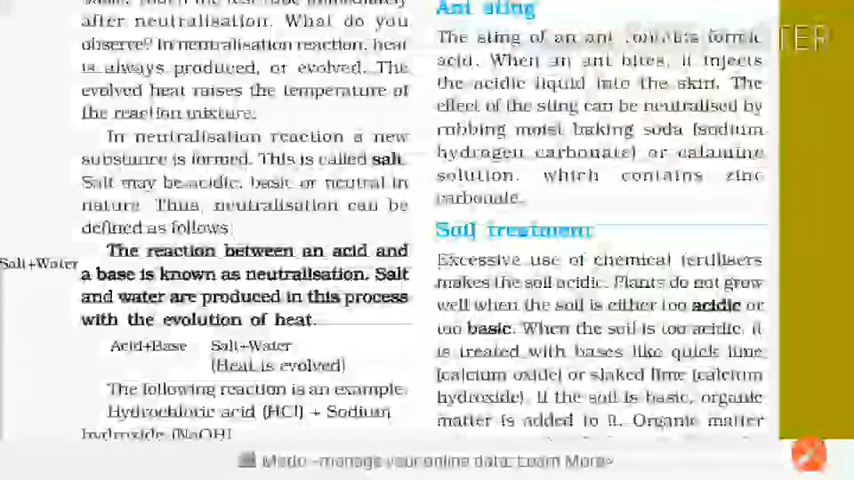 after neutralisation. What do you
observe? In neutralisation reaction, heat
is always produced, or evolved. The
evolved heat raises the temperature of
the reaction mixture.
In neutralisation reaction a new
substance is formed. This is called salt.
Salt may be acidic, basic or neutral in
nature. Thus, neutralisation can be
defined as follows:
The reaction between an acid and
a base is known as neutralisation. Salt
and water are produced in this process
with the evolution of heat.
Salt+Water
Acid+Base Salt+Water
(Heat is evolved)
The following reaction is an example:
Hydrochloric acid (HCl) + Sodium
hydroxide (NaOH)
Ant sting
The sting of an ant contains formic
acid. When an ant bites, it injects
the acidic liquid into the skin. The
effect of the sting can be neutralised by
rubbing moist baking soda (sodium
hydrogen carbonate) or calamine
solution, which contains zinc
carbonate.
Soil treatment
Excessive use of chemical fertilisers
makes the soil acidic. Plants do not grow
well when the soil is either too acidic or
too basic. When the soil is too acidic, it
is treated with bases like quick lime
(calcium oxide) or slaked lime (calcium
hydroxide). If the soil is basic, organic
matter is added to it. Organic matter
manage your online data: Learn More>